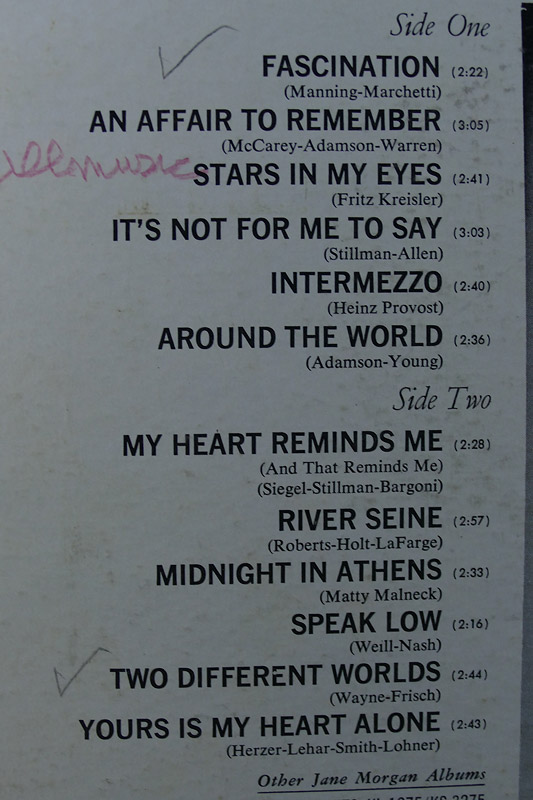 Side One
FASCINATION (2:22)
(Manning-Marchetti)
AN AFFAIR TO REMEMBER (3:05)
(McCarey-Adamson-Warren)
STARS IN MY EYES (2:41)
(Fritz Kreisler)
IT'S NOT FOR ME TO SAY (3:03)
(Stillman-Allen)
INTERMEZZO (2:40)
(Heinz Provost)
AROUND THE WORLD (2:36)
(Adamson-Young)
Side Two
MY HEART REMINDS ME (2:28)
(And That Reminds Me)
(Siegel-Stillman-Bargoni)
RIVER SEINE (2:57)
(Roberts-Holt-LaFarge)
MIDNIGHT IN ATHENS (2:33)
(Matty Malneck)
SPEAK LOW (2:16)
(Weill-Nash)
TWO DIFFERENT WORLDS (2:44)
(Wayne-Frisch)
YOURS IS MY HEART ALONE (2:43)
(Herzer-Lehar-Smith-Lohner)
Other Jane Morgan Albums